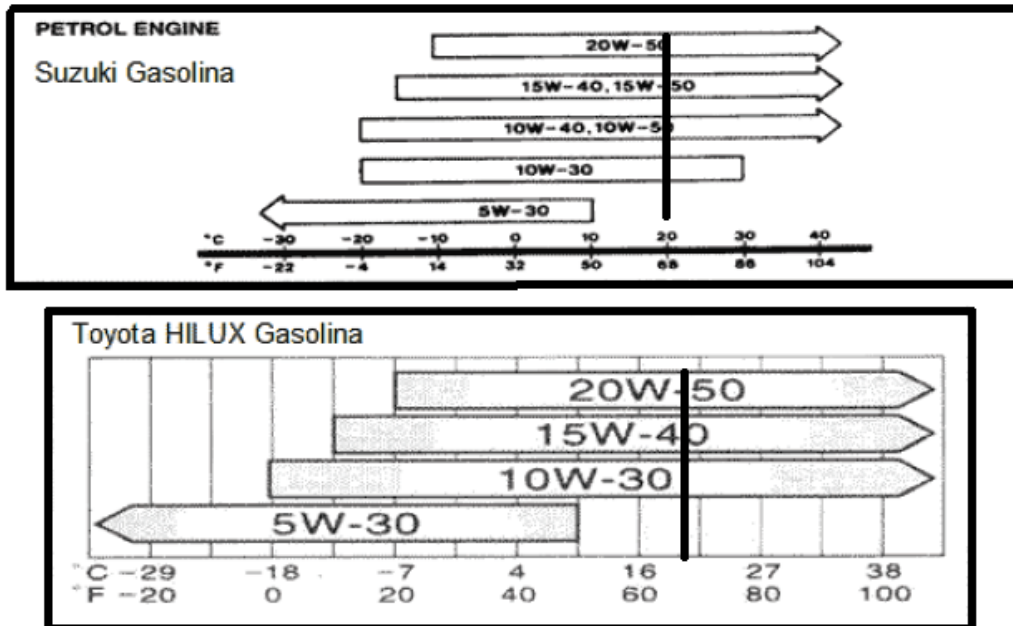 PETROL ENGINE
Suzuki Gasolina
20W-50
15W-40, 15W-50
10W-40, 10W-50
10W-30
5W-30
°C -30 -20 -10 0 10 20 30 40
°F -22 -4 14 32 50 68 86 104
Toyota HILUX Gasolina
20W-50
15W-40
10W-30
5W-30
°C -29 -18 -7 4 16 27 38
°F -20 0 20 40 60 80 100